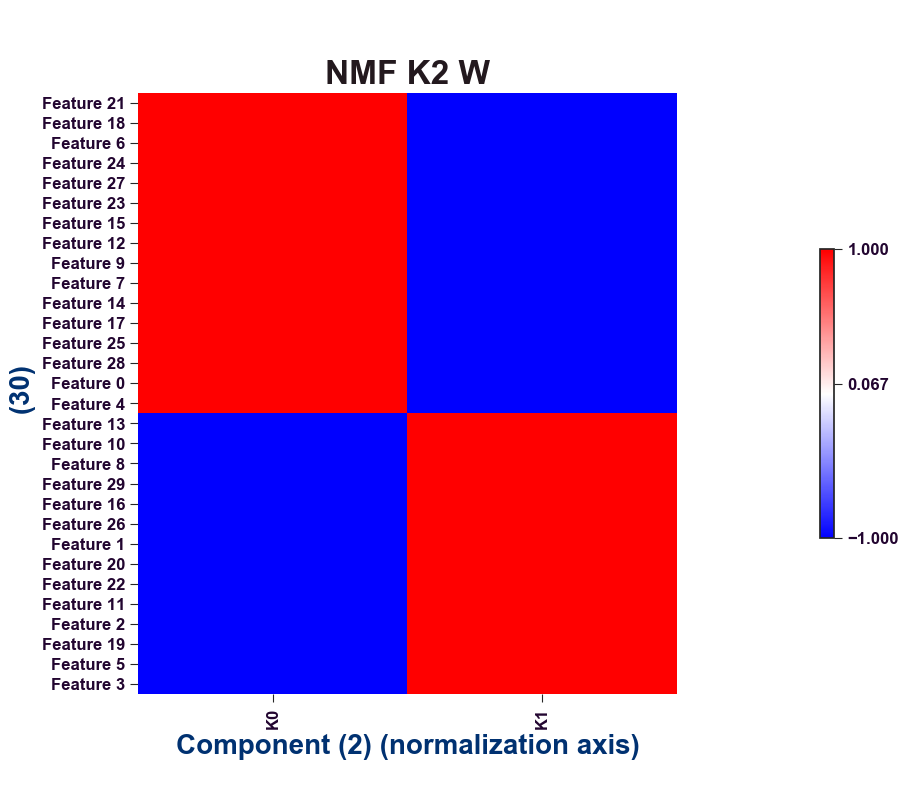 NMF K2 W
Feature 21
Feature 18
Feature 6
Feature 24
Feature 27
Feature 23
Feature 15
Feature 12
Feature 9
Feature 7
Feature 14
Feature 17
Feature 25
Feature 28
Feature 0
Feature 4
Feature 13
Feature 10
Feature 8
Feature 29
Feature 16
Feature 26
Feature 1
Feature 20
Feature 22
Feature 11
Feature 2
Feature 19
Feature 5
Feature 3
(30)
K0
K1
Component (2) (normalization axis)
1.000
0.067
−1.000